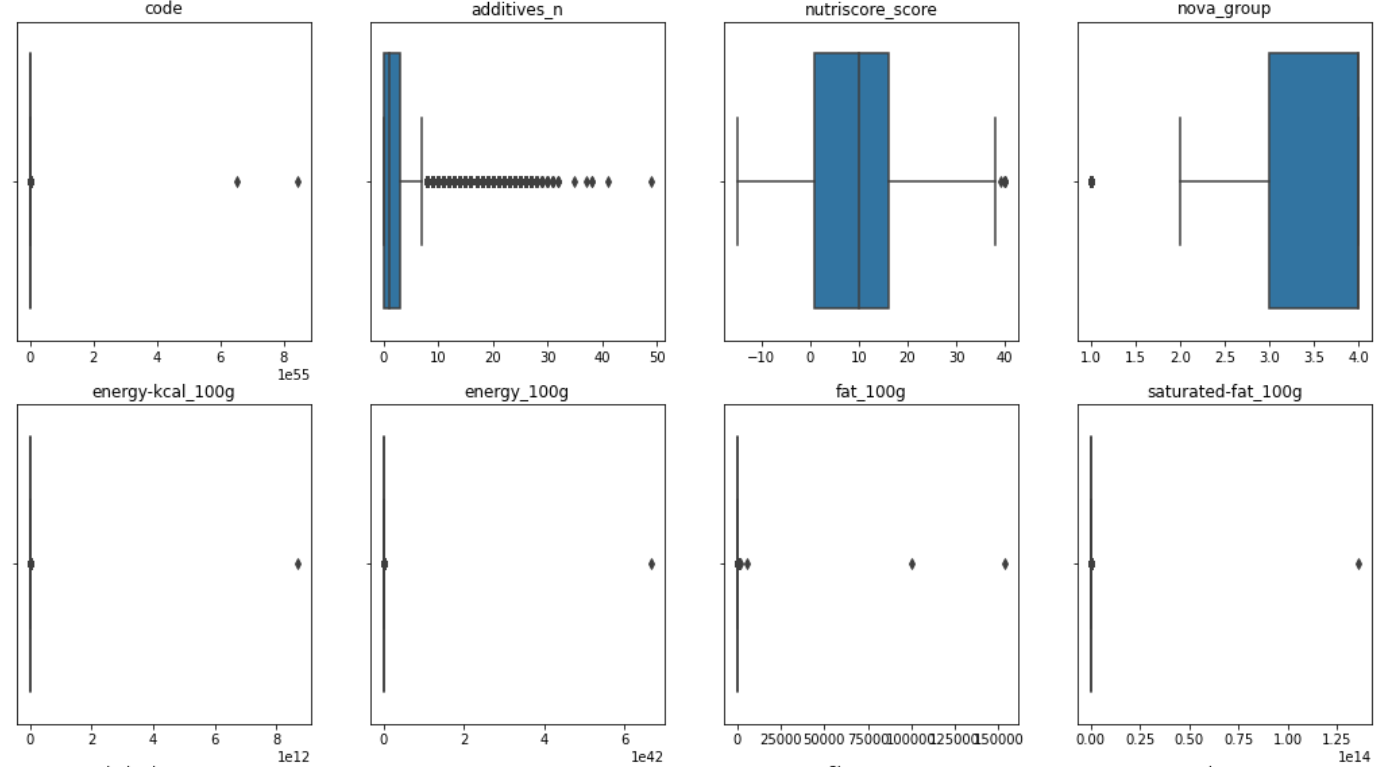 code additives_n nutriscore_score nova_group
0 2 4 6 8 0 10 20 30 40 50 −10 0 10 20 30 40 1.0 1.5 2.0 2.5 3.0 3.5 4.0
1e55
energy-kcal_100g energy_100g fat_100g saturated-fat_100g
0 2 4 6 8 0 2 4 6 0 25000 50000 75000 100000 125000 150000 0.00 0.25 0.50 0.75 1.00 1.25
1e12 1e42 1e14